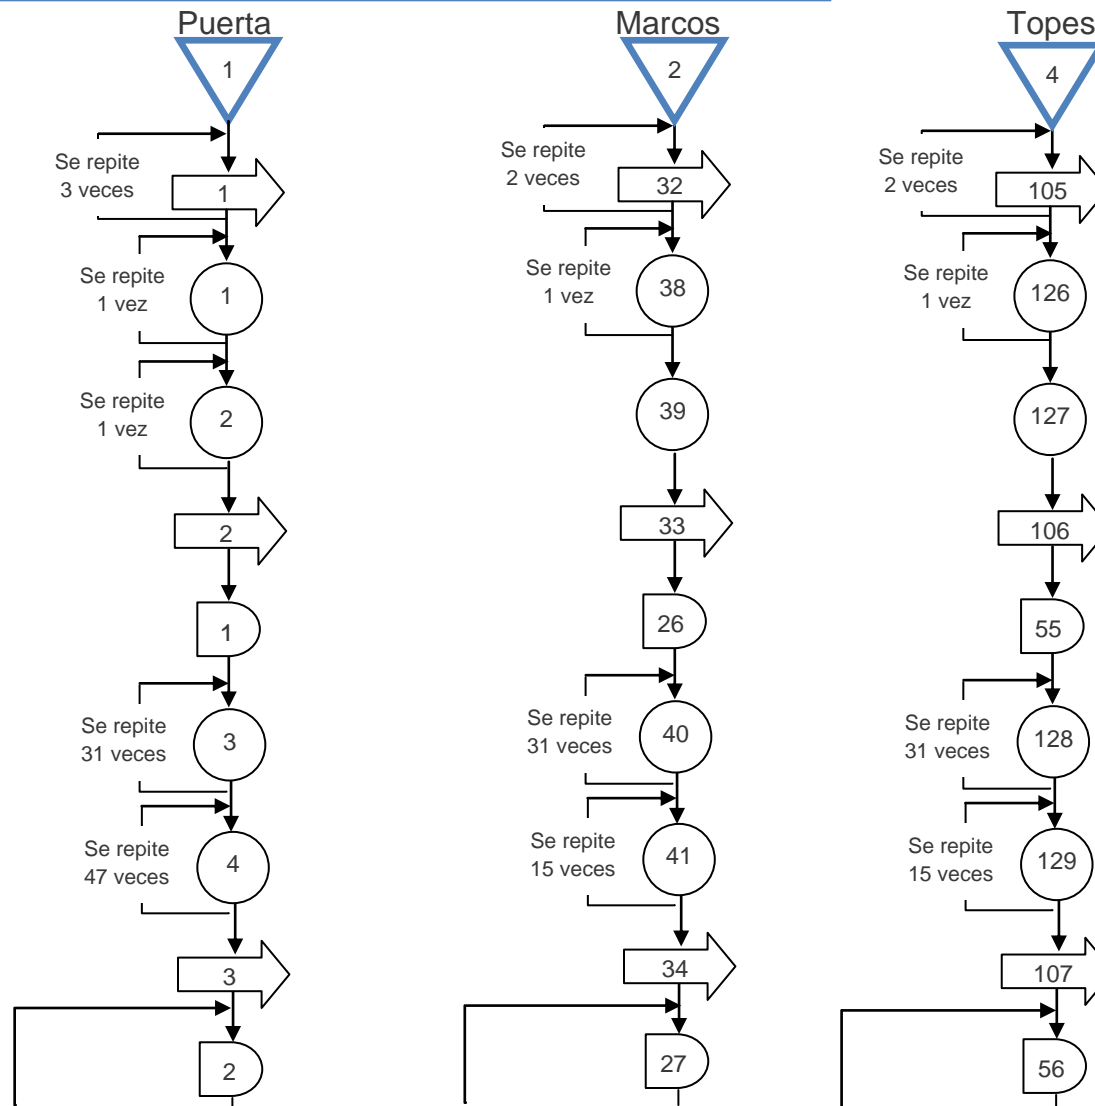 Puerta
1
Se repite
3 veces
1
Se repite
1 vez
1
Se repite
1 vez
2
2
1
Se repite
31 veces
3
Se repite
47 veces
4
3
2
Marcos
2
Se repite
2 veces
32
Se repite
1 vez
38
39
33
26
Se repite
31 veces
40
Se repite
15 veces
41
34
27
Topes
4
Se repite
2 veces
105
Se repite
1 vez
126
127
106
55
Se repite
31 veces
128
Se repite
15 veces
129
107
56